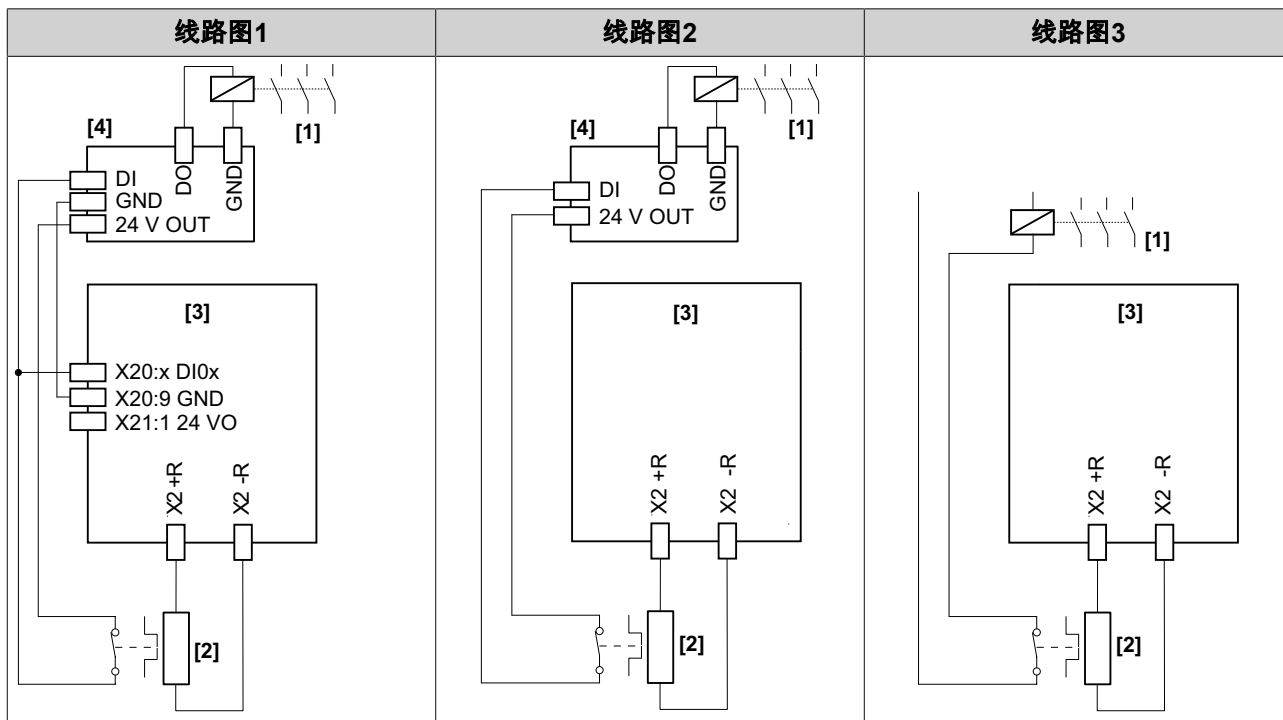 线路图1
[1]
[4]
DO
GND
DI
GND
24 V OUT
[3]
X20:x DI0x
X20:9 GND
X21:1 24 VO
X2 +R
X2 -R
[2]
线路图2
[1]
[4]
DO
GND
DI
24 V OUT
[3]
X2 +R
X2 -R
[2]
线路图3
[1]
[3]
X2 +R
X2 -R
[2]